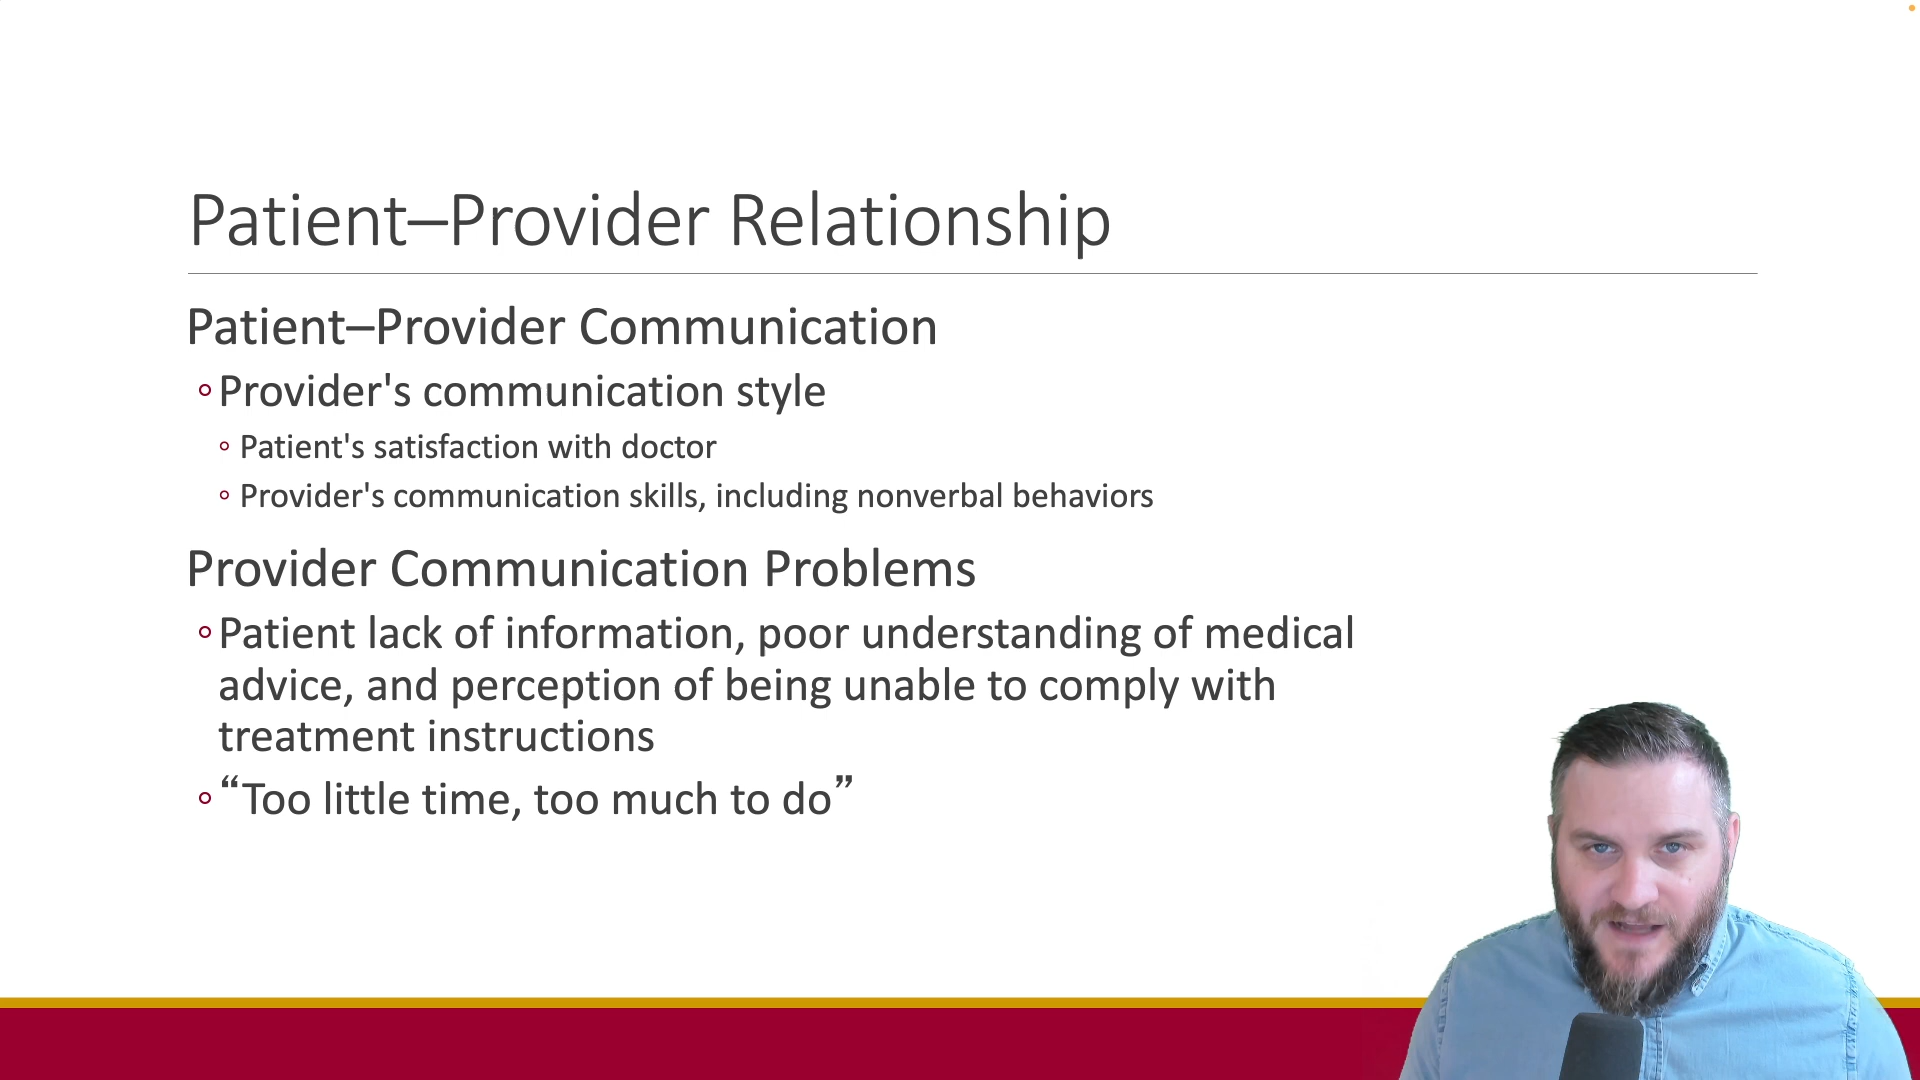 Patient–Provider Relationship
Patient–Provider Communication
◦Provider's communication style
◦ Patient's satisfaction with doctor
◦ Provider's communication skills, including nonverbal behaviors
Provider Communication Problems
◦Patient lack of information, poor understanding of medical
advice, and perception of being unable to comply with
treatment instructions
◦“Too little time, too much to do”